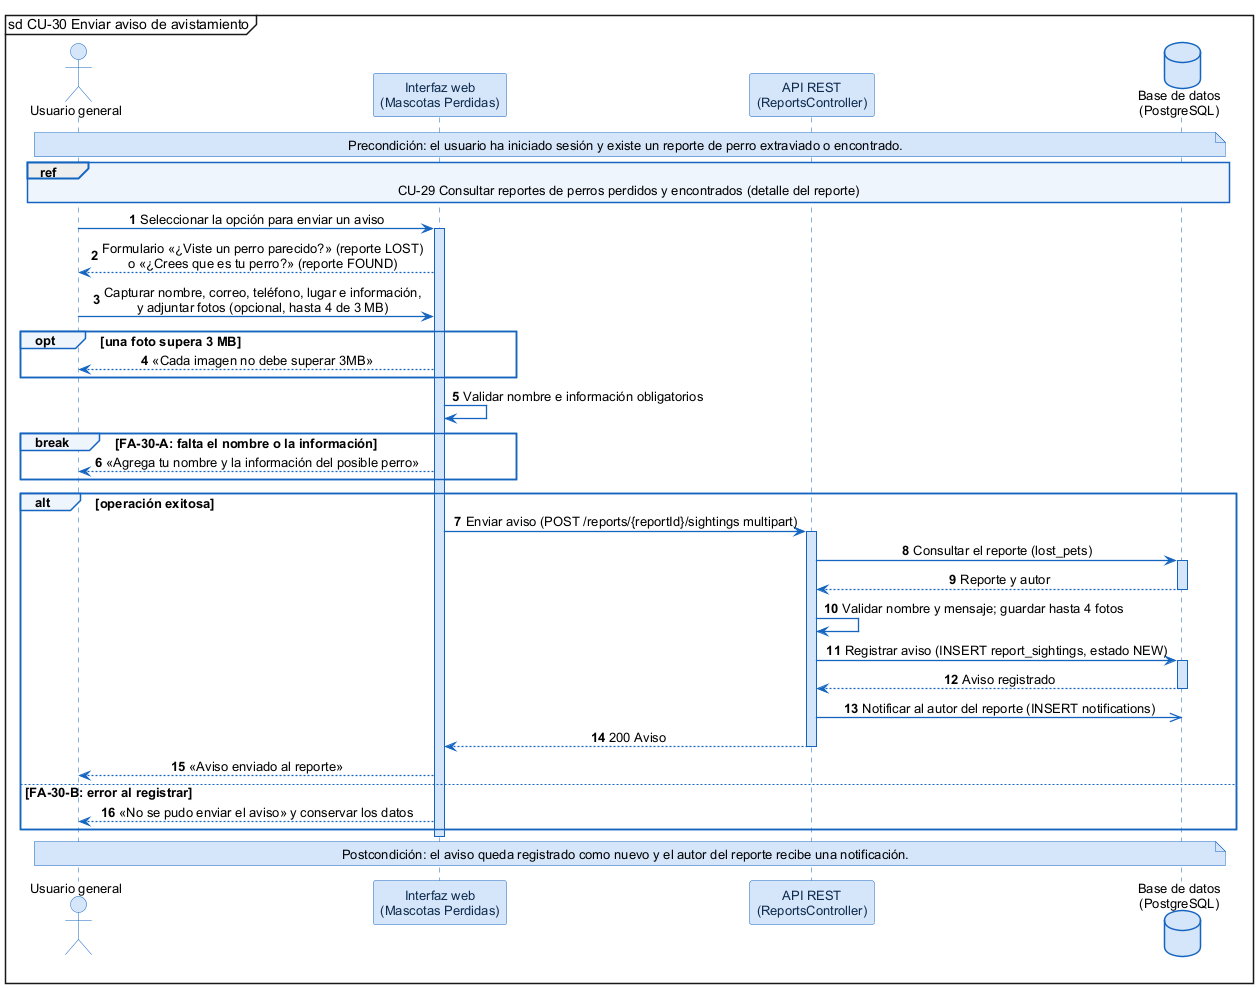 sd CU-30 Enviar aviso de avistamiento
Usuario general
Interfaz web
(Mascotas Perdidas)
API REST
(ReportsController)
Base de datos
(PostgreSQL)
Precondición: el usuario ha iniciado sesión y existe un reporte de perro extraviado o encontrado.
ref
CU-29 Consultar reportes de perros perdidos y encontrados (detalle del reporte)
1 Seleccionar la opción para enviar un aviso
2 Formulario «¿Viste un perro parecido?» (reporte LOST)
o «¿Crees que es tu perro?» (reporte FOUND)
3 Capturar nombre, correo, teléfono, lugar e información,
y adjuntar fotos (opcional, hasta 4 de 3 MB)
opt [una foto supera 3 MB]
4 «Cada imagen no debe superar 3MB»
5 Validar nombre e información obligatorios
break [FA-30-A: falta el nombre o la información]
6 «Agrega tu nombre y la información del posible perro»
alt [operación exitosa]
7 Enviar aviso (POST /reports/{reportId}/sightings multipart)
8 Consultar el reporte (lost_pets)
9 Reporte y autor
10 Validar nombre y mensaje; guardar hasta 4 fotos
11 Registrar aviso (INSERT report_sightings, estado NEW)
12 Aviso registrado
13 Notificar al autor del reporte (INSERT notifications)
14 200 Aviso
15 «Aviso enviado al reporte»
[FA-30-B: error al registrar]
16 «No se pudo enviar el aviso» y conservar los datos
Postcondición: el aviso queda registrado como nuevo y el autor del reporte recibe una notificación.
Usuario general
Interfaz web
(Mascotas Perdidas)
API REST
(ReportsController)
Base de datos
(PostgreSQL)